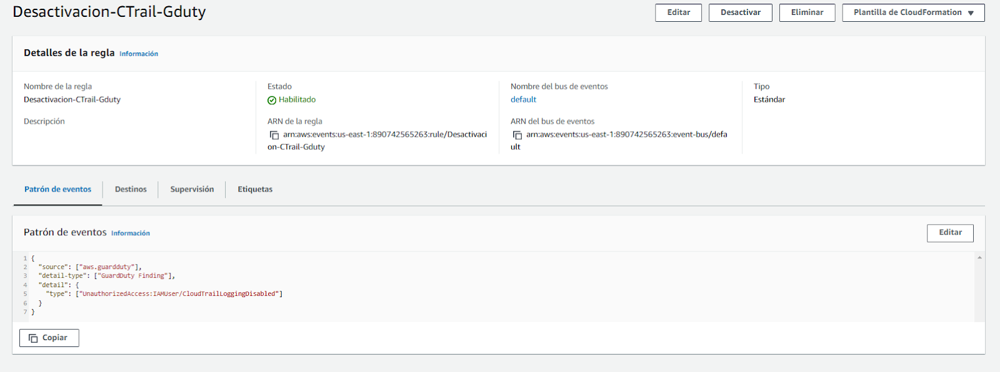 Desactivacion-CTrail-Gduty
Editar
Desactivar
Eliminar
Plantilla de CloudFormation
Detalles de la regla Información
Nombre de la regla
Desactivacion-CTrail-Gduty
Descripción
Estado
Habilitado
ARN de la regla
arn:aws:events:us-east-1:890742565263:rule/Desactivaci
on-CTrail-Gduty
Nombre del bus de eventos
default
ARN del bus de eventos
arn:aws:events:us-east-1:890742565263:event-bus/defa
ult
Tipo
Estándar
Patrón de eventos
Destinos
Supervisión
Etiquetas
Patrón de eventos Información
Editar
1 {
2 "source": ["aws.guardduty"],
3 "detail-type": ["GuardDuty Finding"],
4 "detail": {
5 "type": ["UnauthorizedAccess:IAMUser/CloudTrailLoggingDisabled"]
6 }
7 }
Copiar